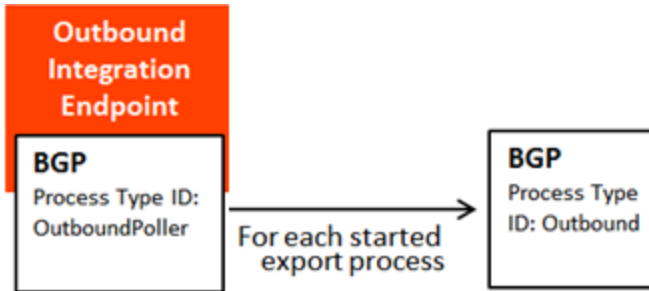 Outbound
Integration
Endpoint
BGP
Process Type ID:
OutboundPoller
For each started
export process
BGP
Process Type
ID: Outbound